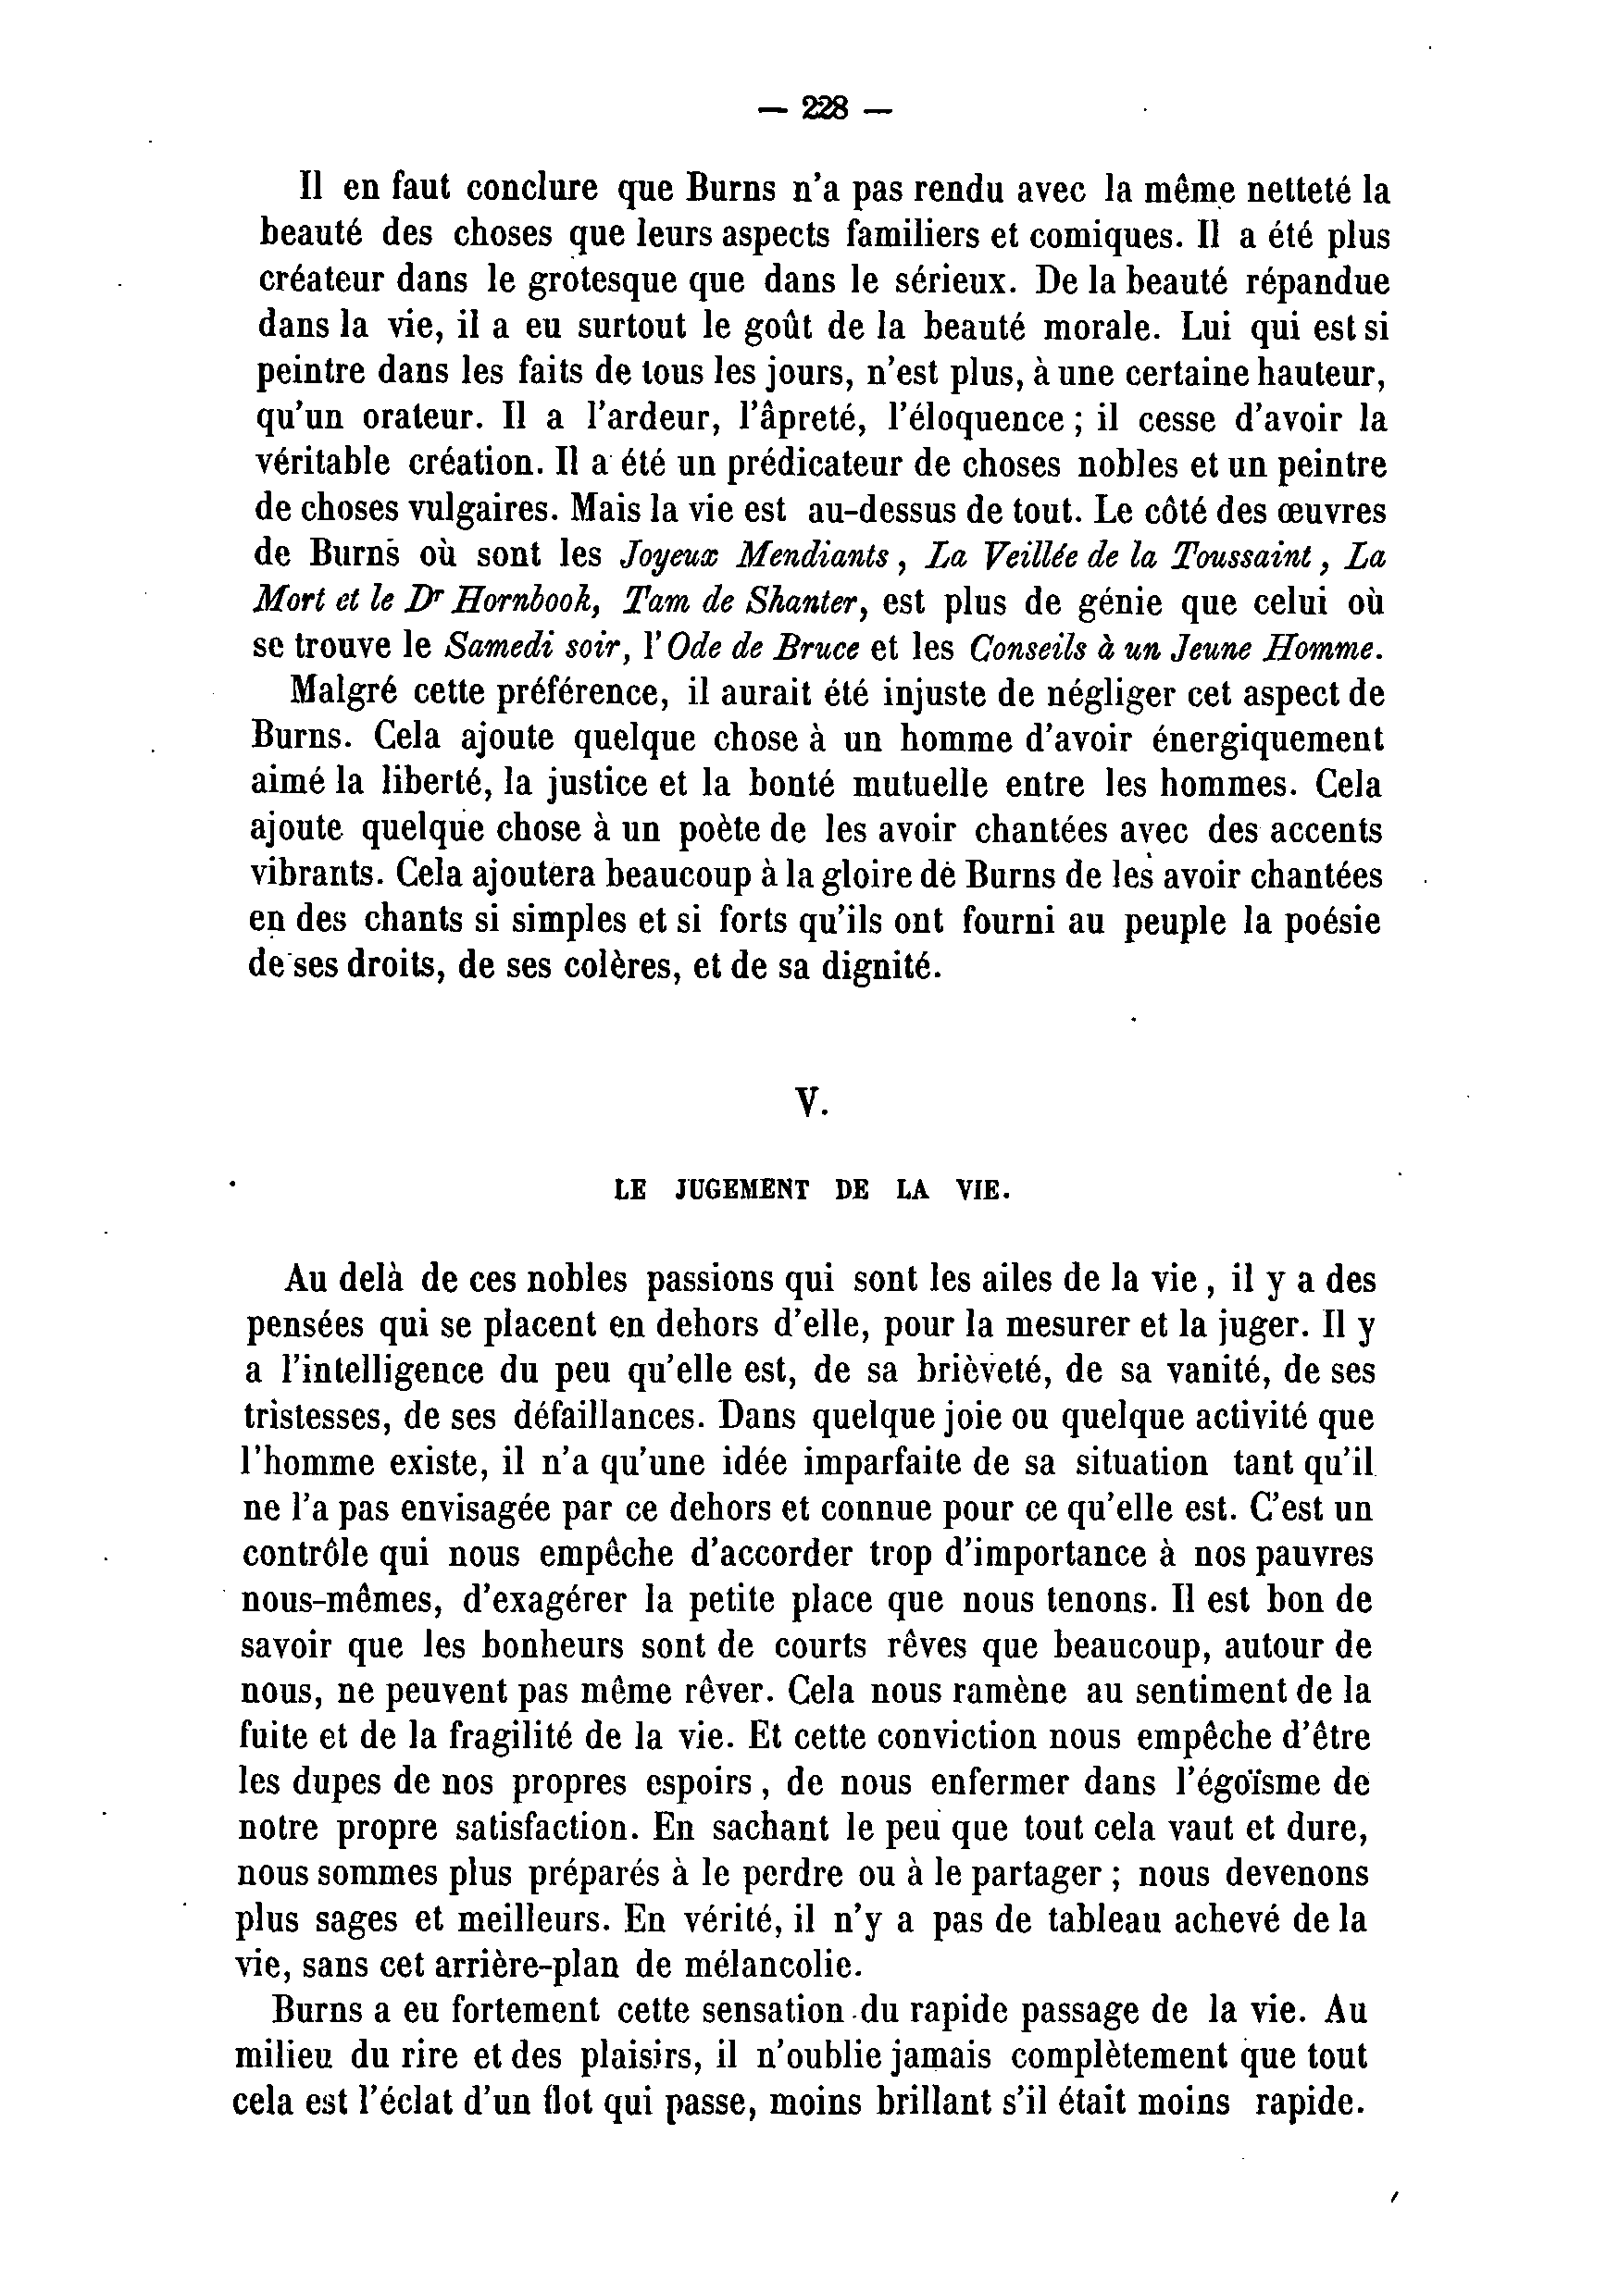 — 228 —
Il en faut conclure que Burns n'a pas rendu avec la même netteté la
beauté des choses que leurs aspects familiers et comiques. Il a été plus
créateur dans le grotesque que dans le sérieux. De la beauté répandue
dans la vie, il a eu surtout le goût de la beauté morale. Lui qui est si
peintre dans les faits de tous les jours, n'est plus, à une certaine hauteur,
qu'un orateur. Il a l'ardeur, l'âpreté, l'éloquence ; il cesse d'avoir la
véritable création. Il a été un prédicateur de choses nobles et un peintre
de choses vulgaires. Mais la vie est au-dessus de tout. Le côté des œuvres
de Burns où sont les Joyeux Mendiants, La Veillée de la Toussaint, La
Mort et le Dr Hornbook, Tam de Shanter, est plus de génie que celui où
se trouve le Samedi soir, l'Ode de Bruce et les Conseils à un Jeune Homme.
Malgré cette préférence, il aurait été injuste de négliger cet aspect de
Burns. Cela ajoute quelque chose à un homme d'avoir énergiquement
aimé la liberté, la justice et la bonté mutuelle entre les hommes. Cela
ajoute quelque chose à un poète de les avoir chantées avec des accents
vibrants. Cela ajoutera beaucoup à la gloire de Burns de les avoir chantées
en des chants si simples et si forts qu'ils ont fourni au peuple la poésie
de ses droits, de ses colères, et de sa dignité.
V.
LE JUGEMENT DE LA VIE.
Au delà de ces nobles passions qui sont les ailes de la vie, il y a des
pensées qui se placent en dehors d'elle, pour la mesurer et la juger. Il y
a l'intelligence du peu qu'elle est, de sa brièveté, de sa vanité, de ses
tristesses, de ses défaillances. Dans quelque joie ou quelque activité que
l'homme existe, il n'a qu'une idée imparfaite de sa situation tant qu'il
ne l'a pas envisagée par ce dehors et connue pour ce qu'elle est. C'est un
contrôle qui nous empêche d'accorder trop d'importance à nos pauvres
nous-mêmes, d'exagérer la petite place que nous tenons. Il est bon de
savoir que les bonheurs sont de courts rêves que beaucoup, autour de
nous, ne peuvent pas même rêver. Cela nous ramène au sentiment de la
fuite et de la fragilité de la vie. Et cette conviction nous empêche d'être
les dupes de nos propres espoirs, de nous enfermer dans l'égoïsme de
notre propre satisfaction. En sachant le peu que tout cela vaut et dure,
nous sommes plus préparés à le perdre ou à le partager ; nous devenons
plus sages et meilleurs. En vérité, il n'y a pas de tableau achevé de la
vie, sans cet arrière-plan de mélancolie.
Burns a eu fortement cette sensation du rapide passage de la vie. Au
milieu du rire et des plaisirs, il n'oublie jamais complètement que tout
cela est l'éclat d'un flot qui passe, moins brillant s'il était moins rapide.